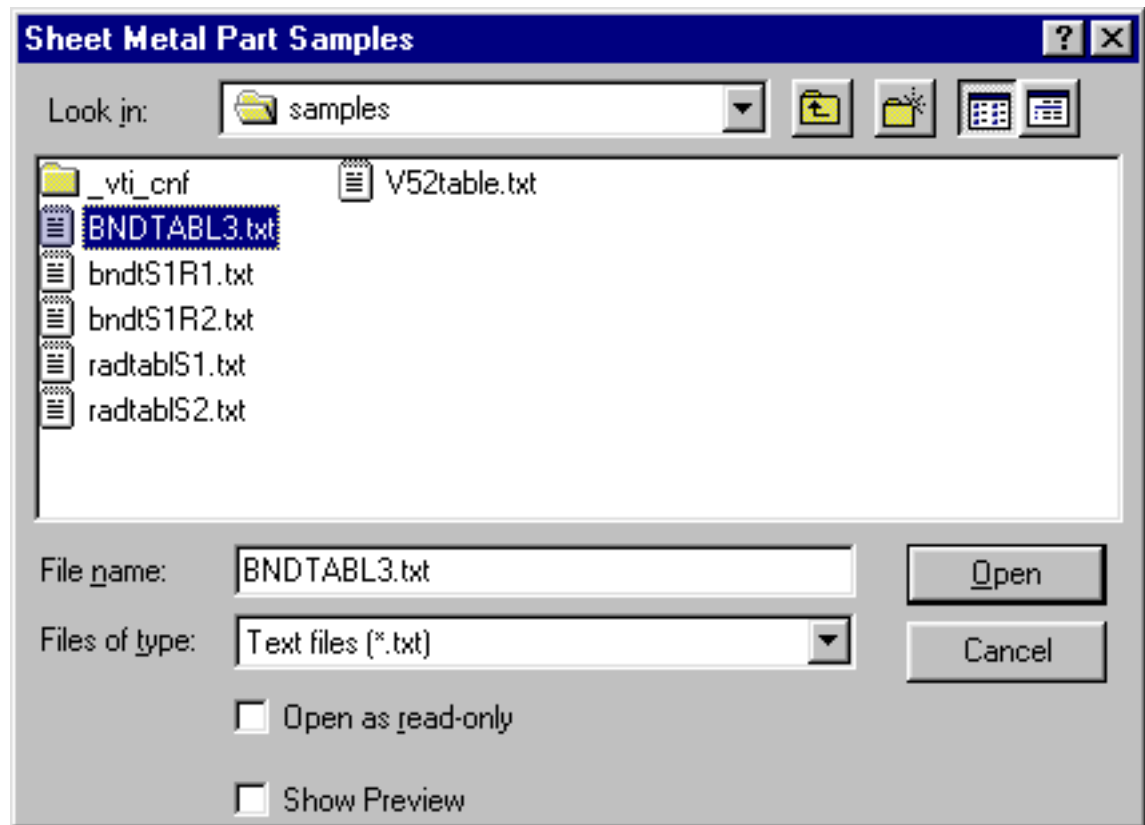 Sheet Metal Part Samples
Look in: samples
_vti_cnf V52table.txt
BNDTABL3.txt
bndtS1R1.txt
bndtS1R2.txt
radtablS1.txt
radtablS2.txt
File name: BNDTABL3.txt Open
Files of type: Text files (*.txt) Cancel
Open as read-only
Show Preview